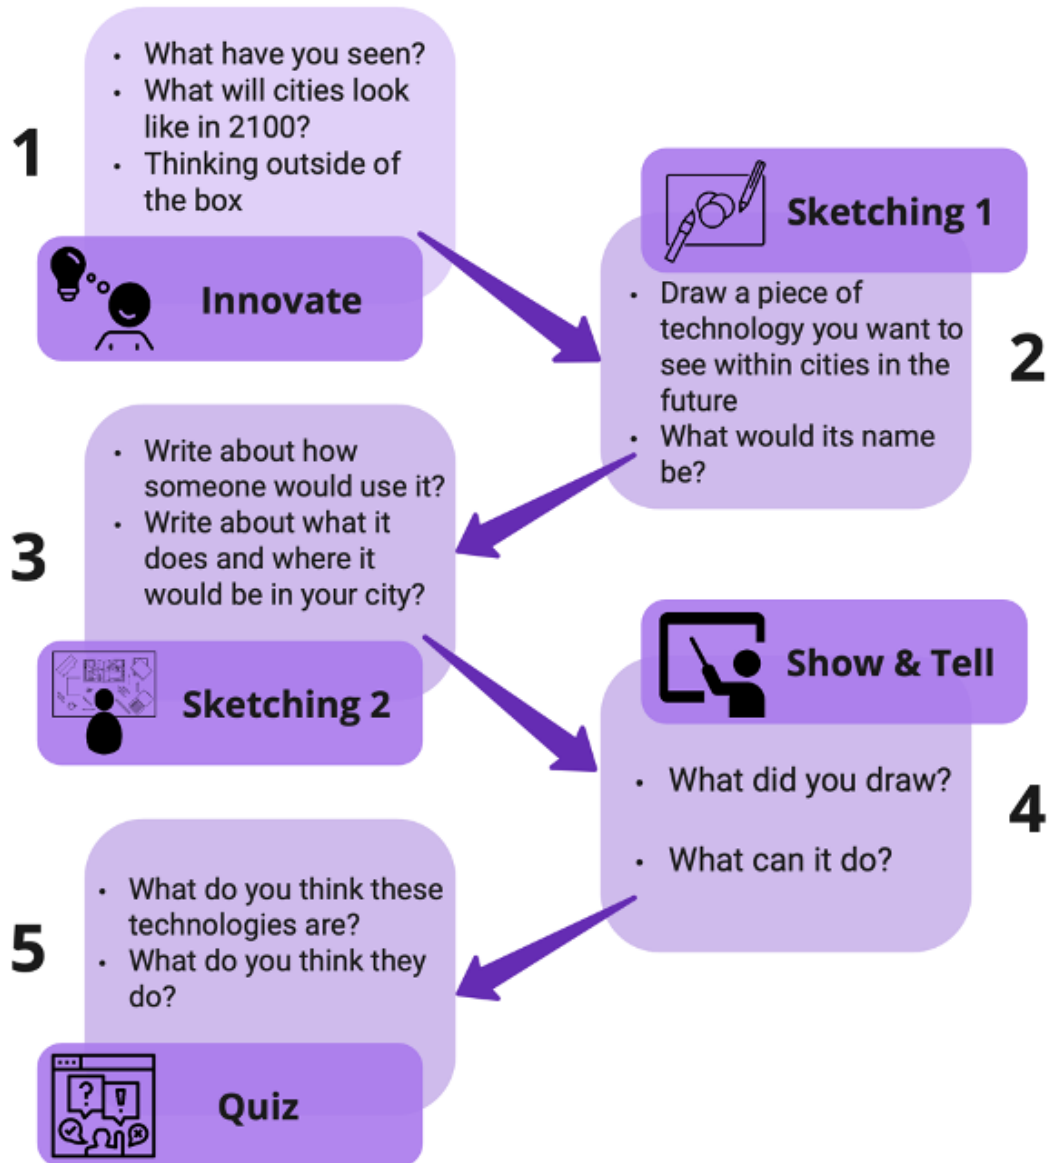 1
• What have you seen?
• What will cities look
like in 2100?
• Thinking outside of
the box
Innovate
Sketching 1
• Draw a piece of
technology you want to
see within cities in the
future
• What would its name
be?
2
3
• Write about how
someone would use it?
• Write about what it
does and where it
would be in your city?
Sketching 2
Show & Tell
• What did you draw?
• What can it do?
4
5
• What do you think these
technologies are?
• What do you think they
do?
? !
Quiz